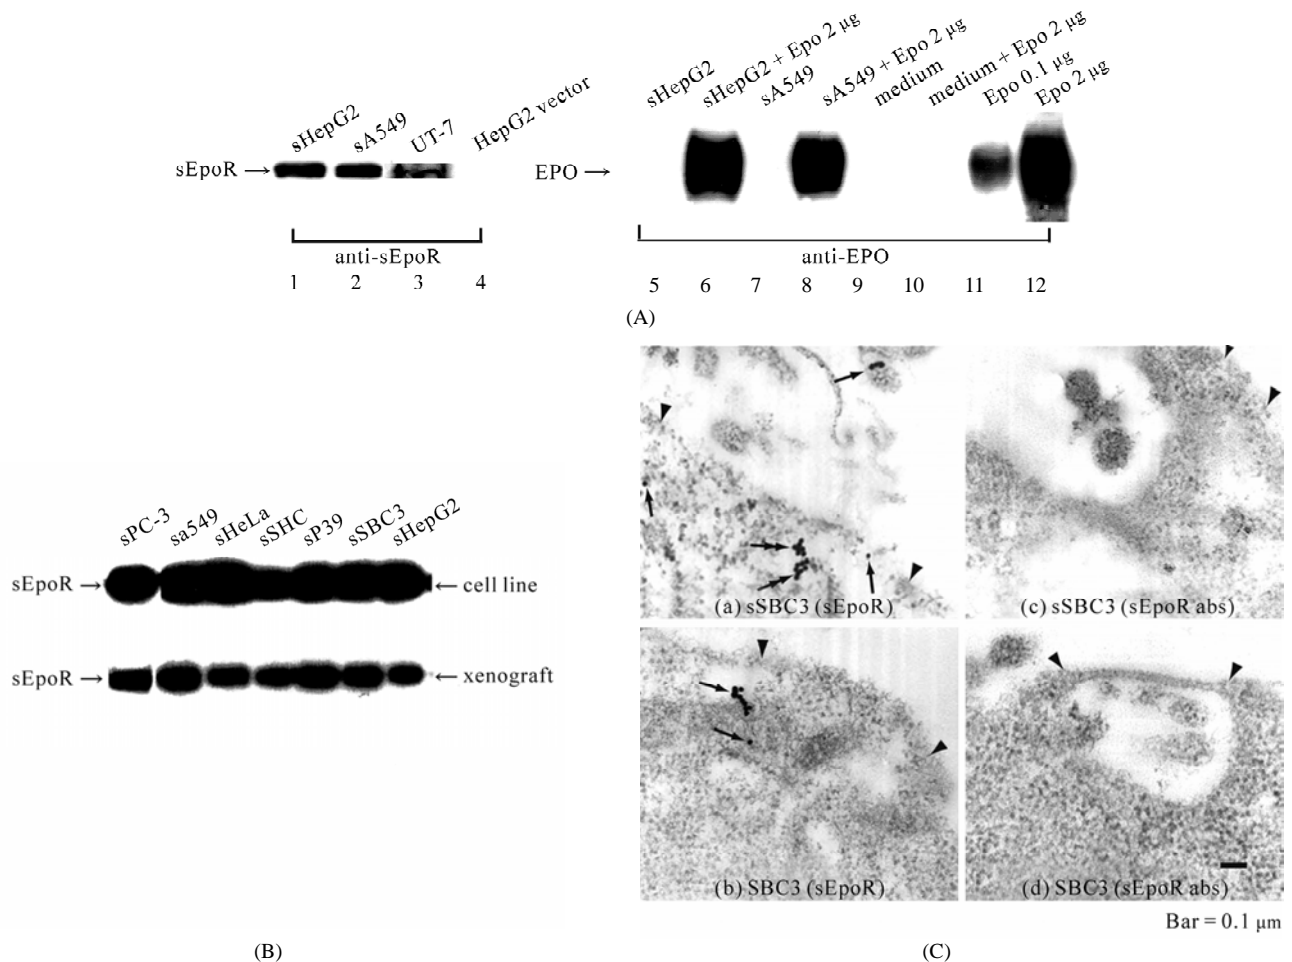 sHepG2
sA549
UT-7
HepG2 vector
sEpoR →
anti-sEpoR
1 2 3 4
sHepG2
sHepG2 + Epo 2 µg
sA549
sA549 + Epo 2 µg
medium
medium + Epo 2 µg
Epo 0.1 µg
Epo 2 µg
EPO →
anti-EPO
5 6 7 8 9 10 11 12
(A)
sPC-3
sa549
sHeLa
sSHC
sP39
sSBC3
sHepG2
sEpoR → ← cell line
sEpoR → ← xenograft
(B)
(a) sSBC3 (sEpoR)
(c) sSBC3 (sEpoR abs)
(b) SBC3 (sEpoR)
(d) SBC3 (sEpoR abs)
Bar = 0.1 µm
(C)